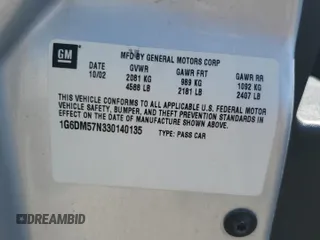 GM
MFD BY GENERAL MOTORS CORP
DATE GVWR GAWR FRT GAWR RR
10/02 2081 KG 989 KG 1092 KG
4588 LB 2181 LB 2407 LB
THIS VEHICLE CONFORMS TO ALL APPLICABLE U.S. FEDERAL MOTOR
VEHICLE SAFETY, BUMPER, AND THEFT PREVENTION STANDARDS
IN EFFECT ON THE DATE OF MANUFACTURE SHOWN ABOVE.
1G6DM57N330140135 TYPE: PASS CAR
DREAMBID